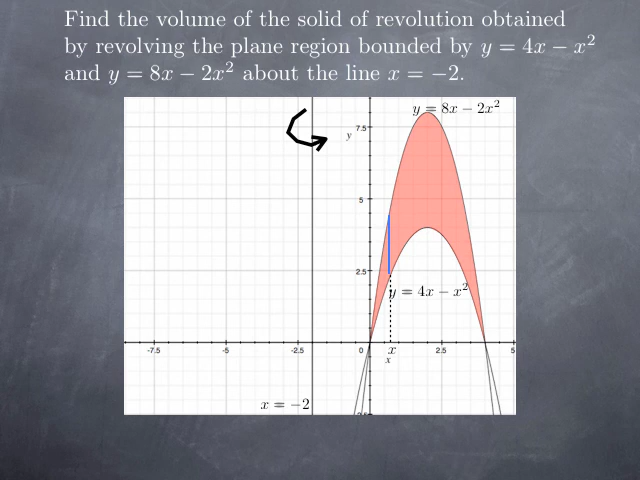 Find the volume of the solid of revolution obtained
by revolving the plane region bounded by y = 4x − x²
and y = 8x − 2x² about the line x = −2.
y = 8x − 2x²
y
7.5
5
2.5
y = 4x − x²
-7.5 -5 -2.5 0 x 2.5 5
x
x = −2